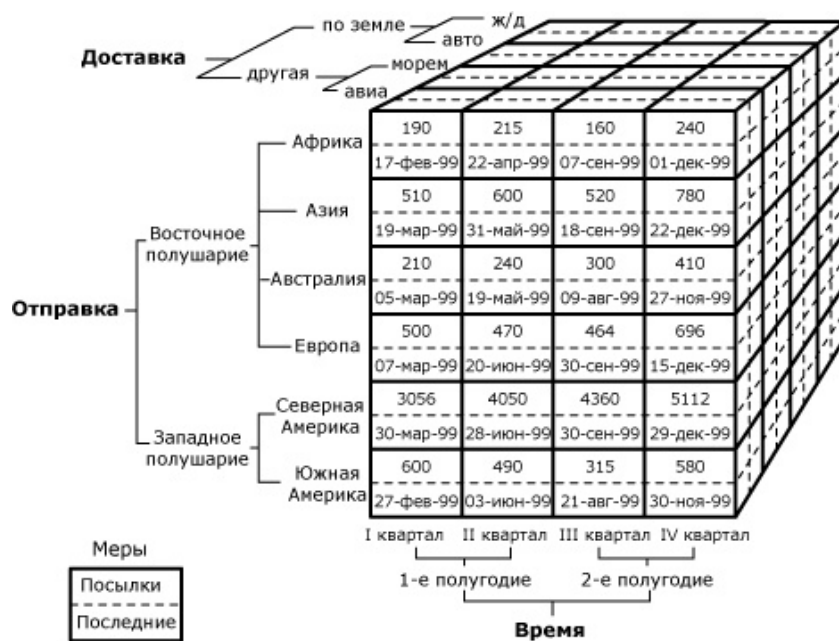 ж/д
по земле
авто
Доставка
морем
другая
авиа
190 215 160 240
Африка
17-фев-99 22-апр-99 07-сен-99 01-дек-99
510 600 520 780
Азия
19-мар-99 31-май-99 18-сен-99 22-дек-99
Восточное
полушарие
210 240 300 410
Австралия
05-мар-99 19-май-99 09-авг-99 27-ноя-99
Отправка
500 470 464 696
Европа
07-мар-99 20-июн-99 30-сен-99 15-дек-99
3056 4050 4360 5112
Северная
Америка
30-мар-99 28-июн-99 30-сен-99 29-дек-99
Западное
полушарие
600 490 315 580
Южная
Америка
27-фев-99 03-июн-99 21-авг-99 30-ноя-99
I квартал II квартал III квартал IV квартал
Меры
1-е полугодие 2-е полугодие
Посылки
Последние
Время